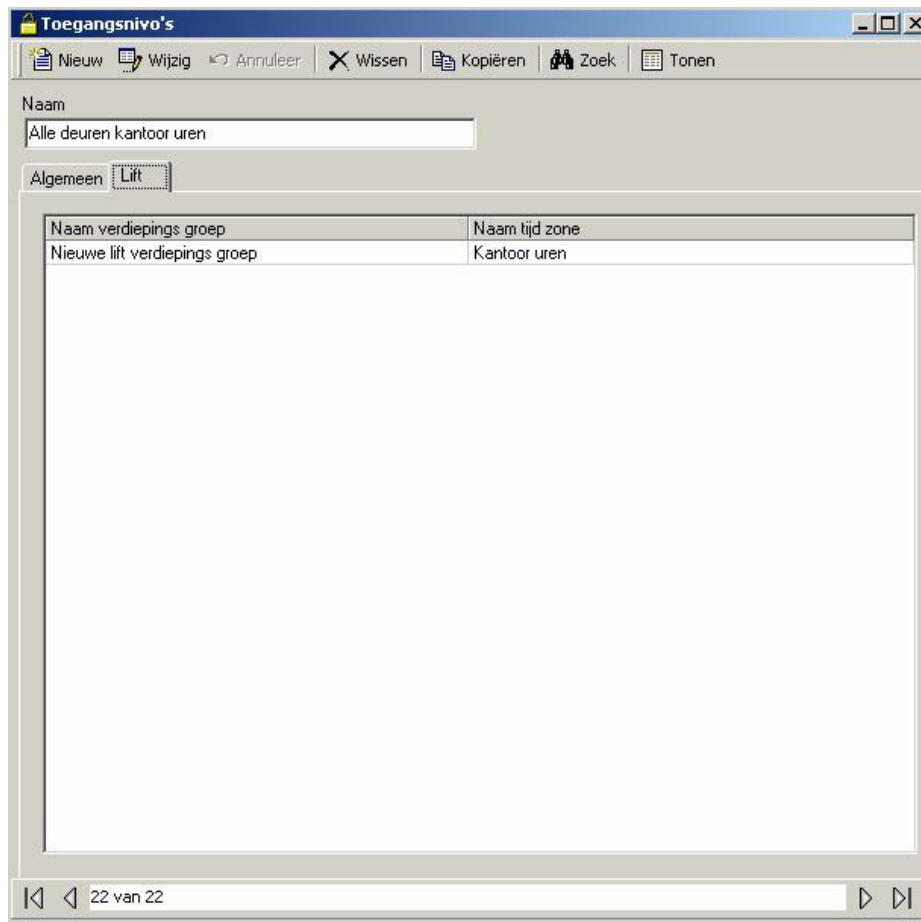 Toegangsnivo's
Nieuw Wijzig Annuleer Wissen Kopiëren Zoek Tonen
Naam
Alle deuren kantoor uren
Algemeen Lift
Naam verdiepings groep Naam tijd zone
Nieuwe lift verdiepings groep Kantoor uren
22 van 22